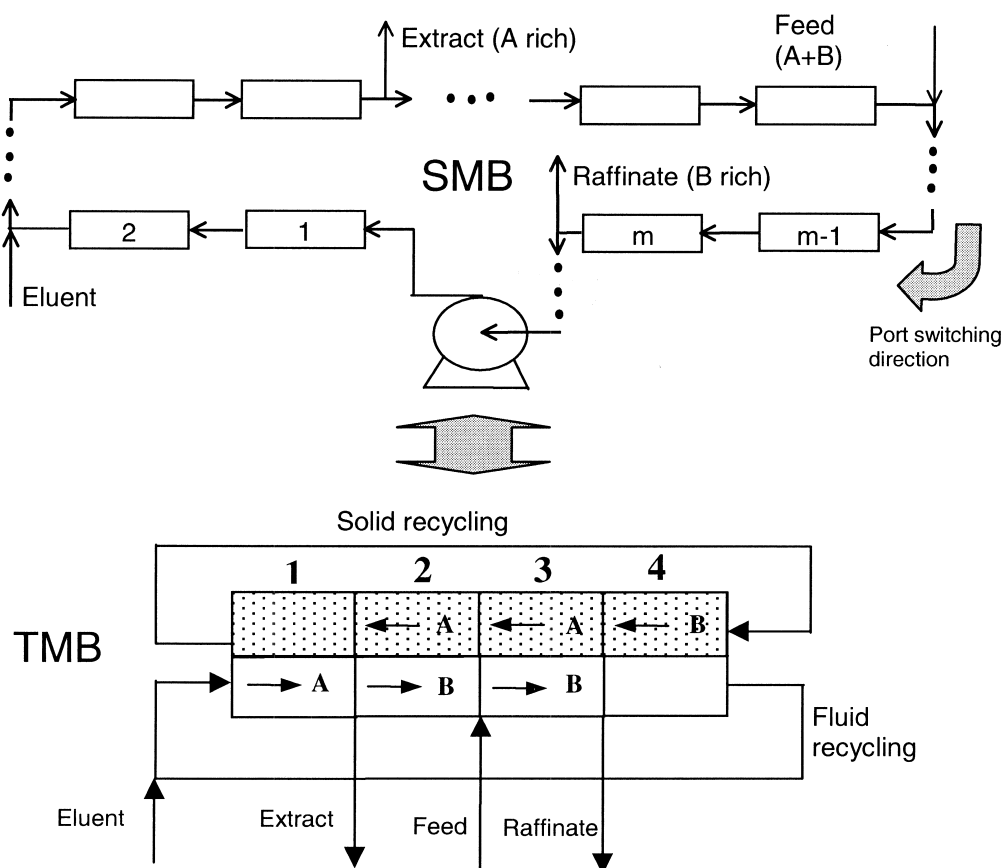 Extract (A rich)
Feed
(A+B)
SMB
Raffinate (B rich)
2
1
m
m-1
Eluent
Port switching
direction
Solid recycling
1 2 3 4
TMB
A A B
A B B
Fluid
recycling
Eluent
Extract
Feed
Raffinate